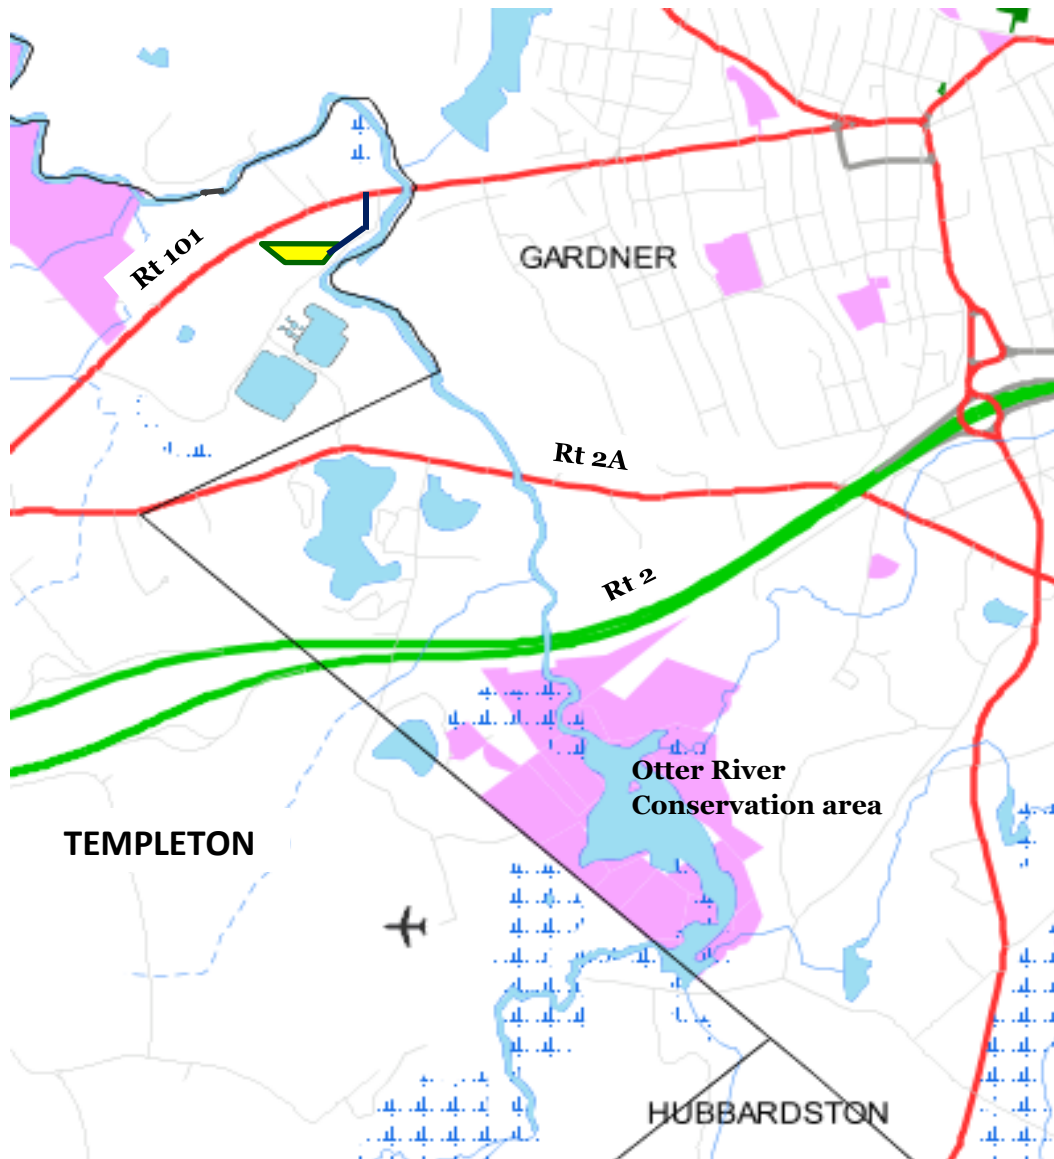 Rt 101
GARDNER
Rt 2A
Rt 2
Otter River
Conservation area
TEMPLETON
HUBBARDSTON